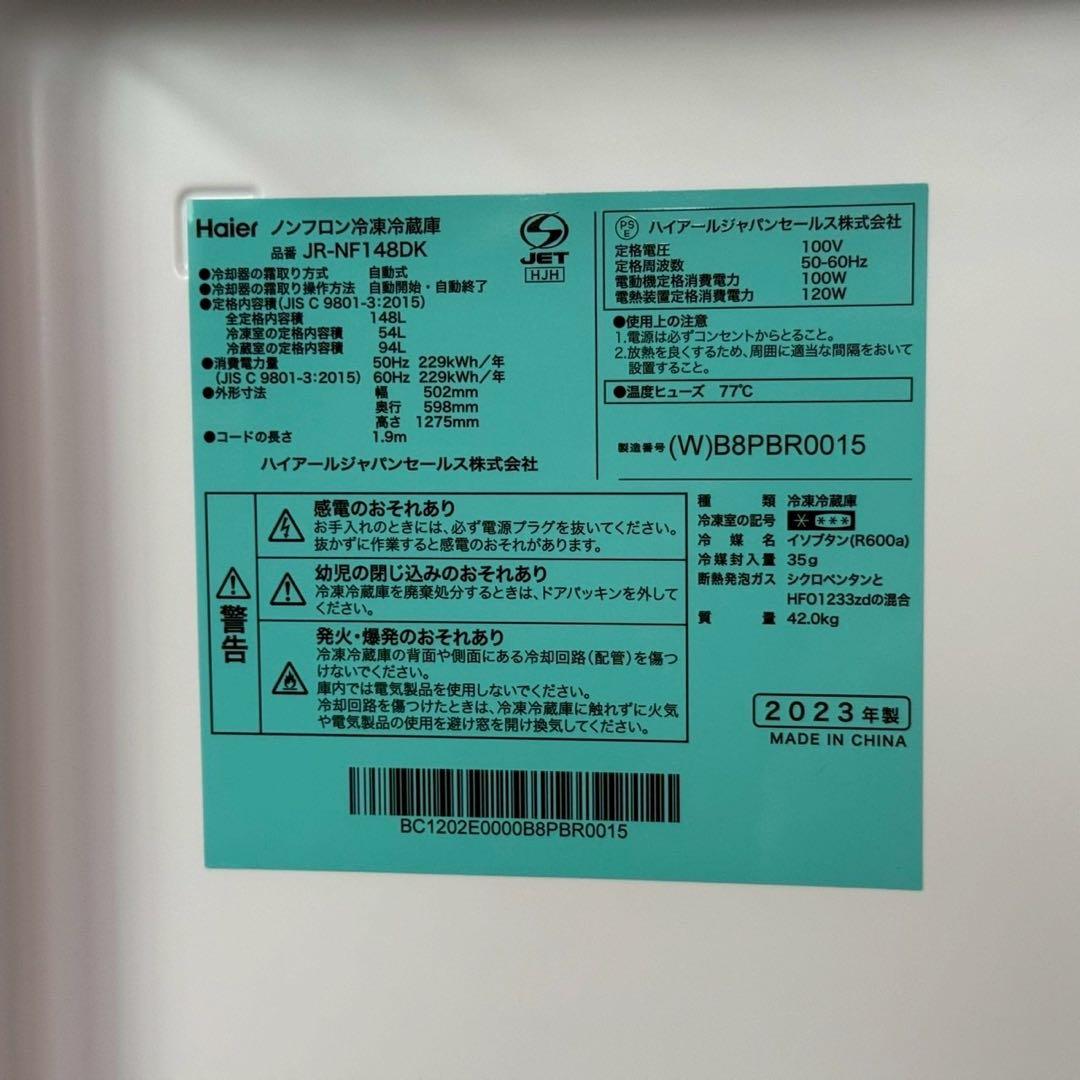 Haier ノンフロン冷凍冷蔵庫
品番 JR-NF148DK
●冷却器の霜取り方式 自動式
●冷却器の霜取り操作方法 自動開始・自動終了
●定格内容積(JIS C 9801-3:2015)
全定格内容積 148L
冷凍室の定格内容積 54L
冷蔵室の定格内容積 94L
●消費電力量 50Hz 229kWh/年
(JIS C 9801-3:2015) 60Hz 229kWh/年
●外形寸法 幅 502mm
奥行 598mm
高さ 1275mm
●コードの長さ 1.9m
ハイアールジャパンセールス株式会社
JET
HJH
PSE ハイアールジャパンセールス株式会社
定格電圧 100V
定格周波数 50-60Hz
電動機定格消費電力 100W
電熱装置定格消費電力 120W
●使用上の注意
1.電源は必ずコンセントからとること。
2.放熱を良くするため、周囲に適当な間隔をおいて
設置すること。
●温度ヒューズ 77℃
製造番号 (W)B8PBR0015
警告
感電のおそれあり
お手入れのときには、必ず電源プラグを抜いてください。
抜かずに作業すると感電のおそれがあります。
幼児の閉じ込みのおそれあり
冷凍冷蔵庫を廃棄処分するときは、ドアパッキンを外して
ください。
発火・爆発のおそれあり
冷凍冷蔵庫の背面や側面にある冷却回路(配管)を傷つ
けないでください。
庫内では電気製品を使用しないでください。
冷却回路を傷つけたときは、冷凍冷蔵庫に触れずに火気
や電気製品の使用を避け窓を開け換気してください。
種類 冷凍冷蔵庫
冷凍室の記号 * ***
冷媒名 イソブタン(R600a)
冷媒封入量 35g
断熱発泡ガス シクロペンタンと
HFO1233zdの混合
質量 42.0kg
2023年製
MADE IN CHINA
BC1202E0000B8PBR0015